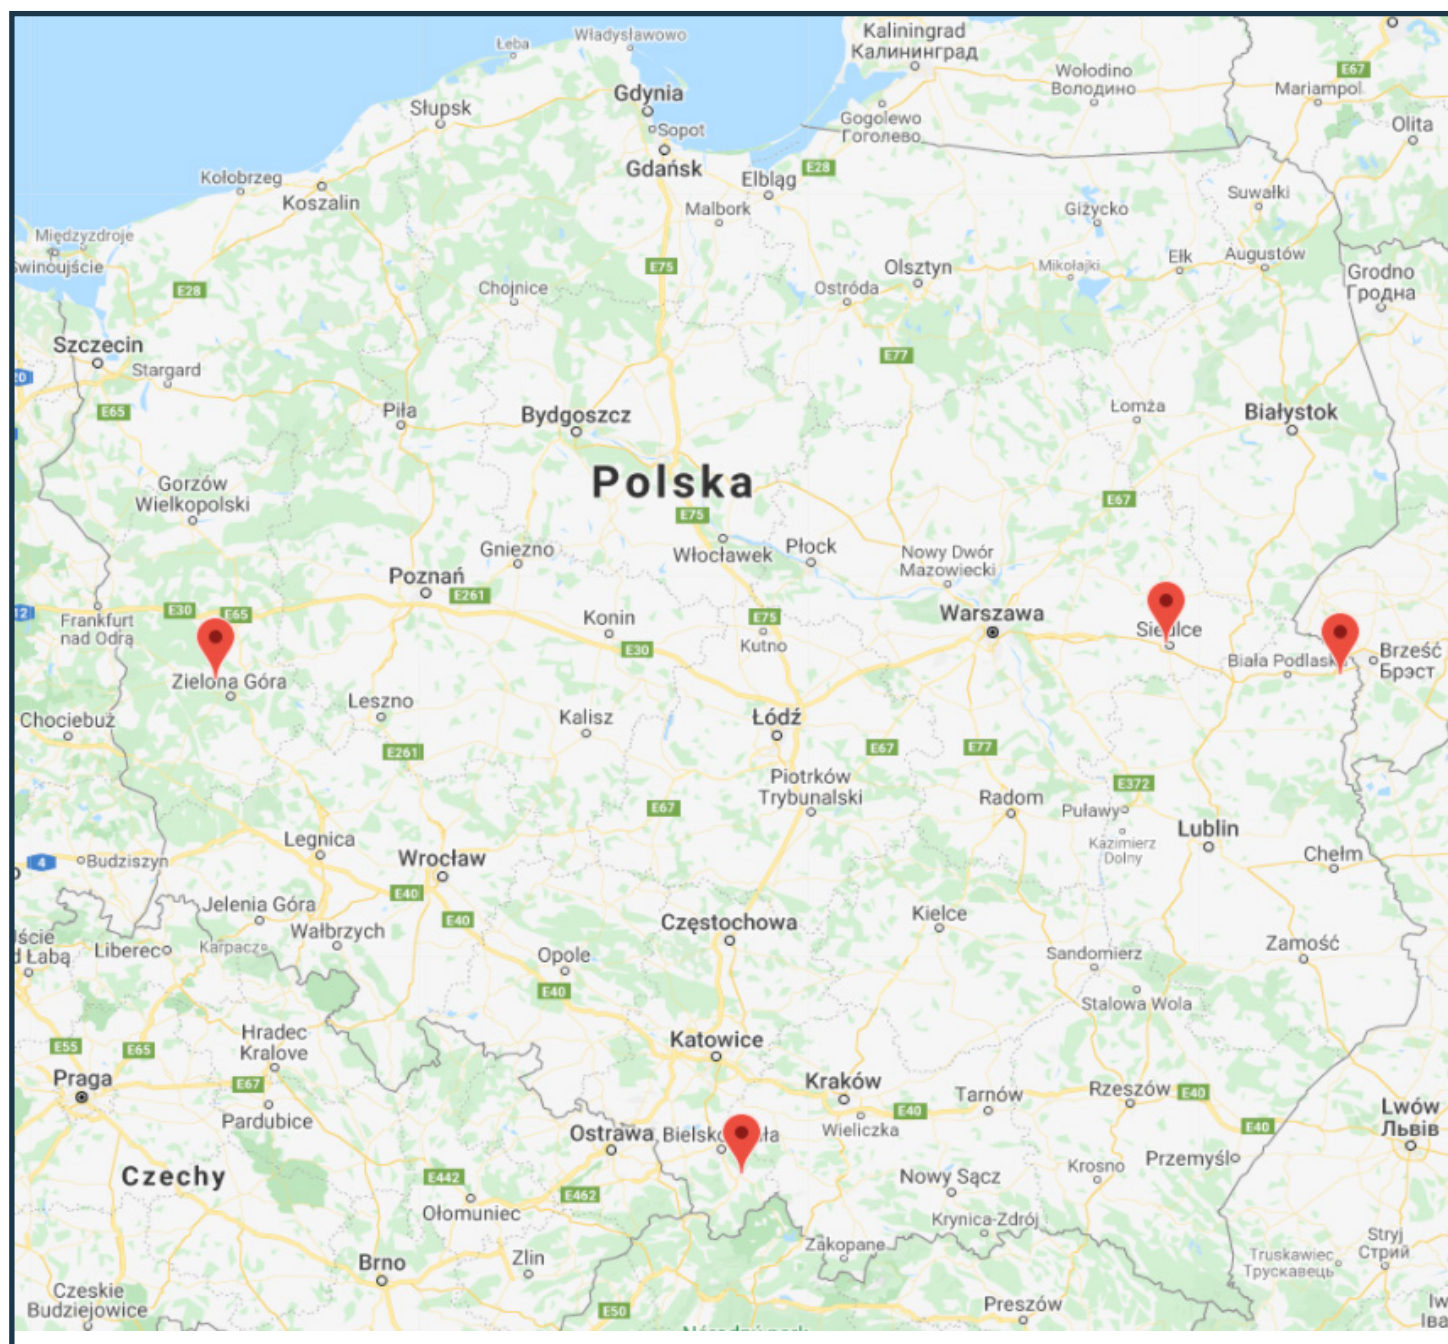 Łeba
Władysławowo
Kaliningrad
Калининград
Wołodino
Володино
E67
Mariampol
Gdynia
Słupsk
Sopot
Gogolewo
Гоголево
Olita
Gdańsk
E28
Elbląg
Kołobrzeg
Koszalin
Malbork
Giżycko
Suwałki
Międzyzdroje
Świnoujście
E75
Olsztyn
Mikołajki
Ełk
Augustów
Grodno
Гродна
E28
Chojnice
Ostróda
Szczecin
Stargard
E77
20
E65
Piła
Bydgoszcz
Łomża
Białystok
Polska
Gorzów
Wielkopolski
E67
E75
Gniezno
Włocławek
Płock
Nowy Dwór
Mazowiecki
Poznań
E261
12
Frankfurt
nad Odrą
E30
E65
Konin
E75
Kutno
Warszawa
E30
Siedlce
Biała Podlaska
Brześć
Брэст
Zielona Góra
Leszno
Chociebuż
Kalisz
Łódź
E261
E67
E77
Piotrków
Trybunalski
E372
Radom
Puławy
E67
Lublin
Kazimierz
Dolny
Chełm
Legnica
Wrocław
4
Budziszyn
E40
Jelenia Góra
E40
Wałbrzych
Karpacz
Liberec
Częstochowa
Kielce
Zamość
Opole
Sandomierz
E40
Stalowa Wola
Hradec
Kralove
E55
E65
Katowice
Praga
E67
Kraków
Tarnów
Rzeszów
E40
Pardubice
E40
Wieliczka
E40
Lwów
Львів
Ostrawa
Bielsko-Biała
Czechy
E442
Nowy Sącz
Krosno
Przemyśl
E462
Ołomuniec
Krynica-Zdrój
Zakopane
Brno
Zlin
Truskawiec
Трускавець
Stryj
Стрий
Czeskie
Budziejowice
E50
Preszów